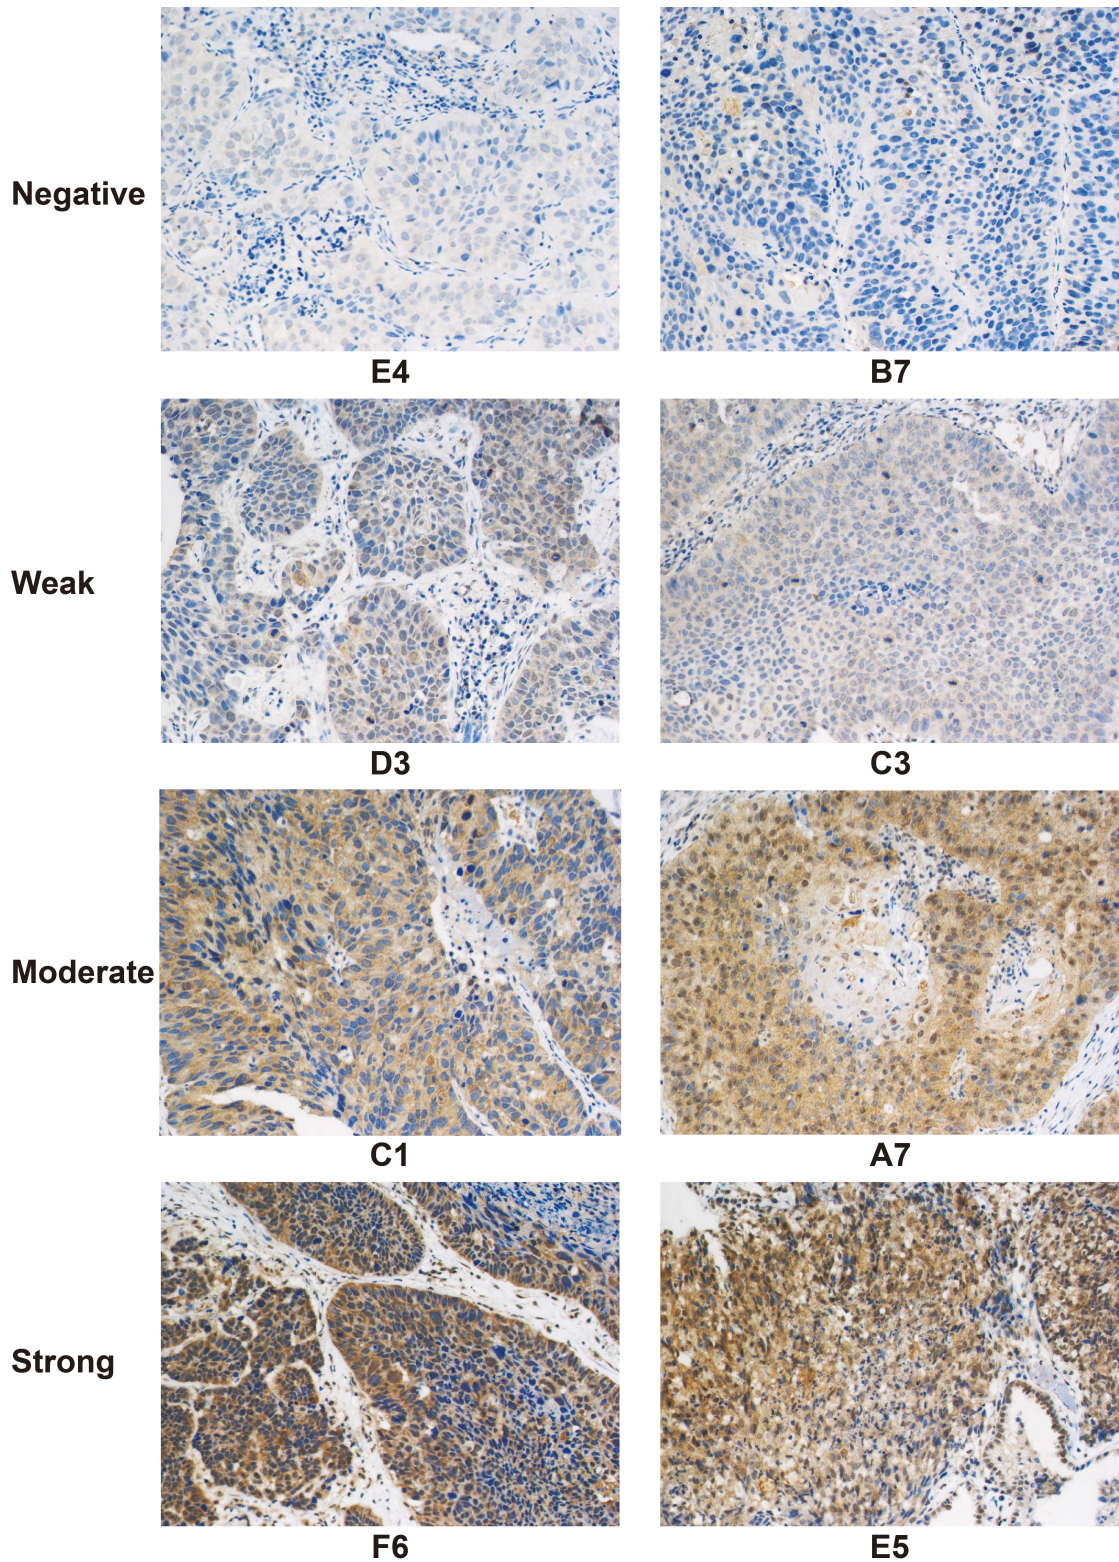 Negative
E4 B7
Weak
D3 C3
Moderate
C1 A7
Strong
F6 E5